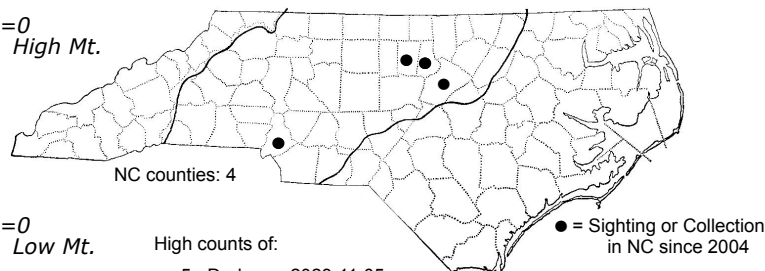 =0
High Mt.
NC counties: 4
=0
Low Mt.
High counts of:
● = Sighting or Collection
in NC since 2004